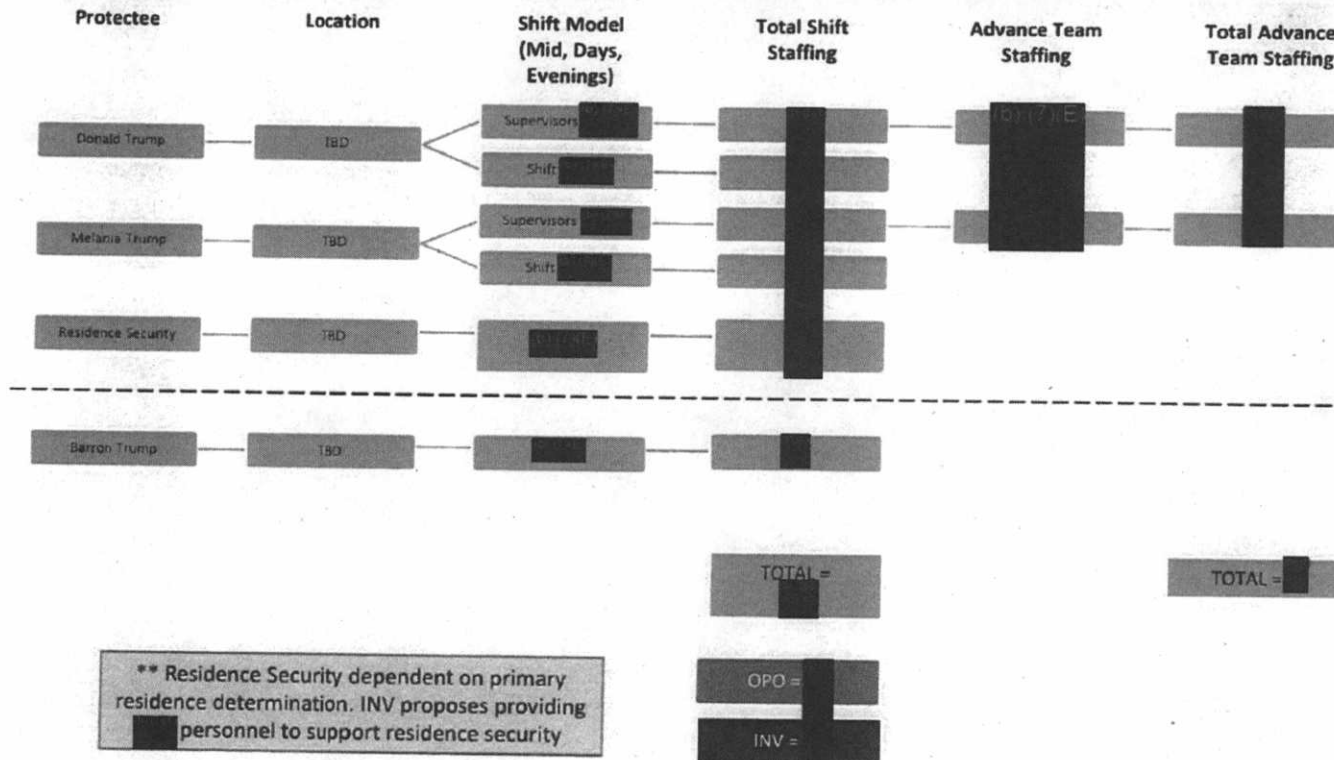 Protectee
Location
Shift Model
(Mid, Days,
Evenings)
Total Shift
Staffing
Advance Team
Staffing
Total Advance
Team Staffing
Donald Trump
TBD
Supervisors
(b) (7)(E)
Shift
Melania Trump
TBD
Supervisors
Shift
Residence Security
TBD
Barron Trump
TBD
TOTAL =
TOTAL =
OPO =
INV =
** Residence Security dependent on primary
residence determination. INV proposes providing
personnel to support residence security